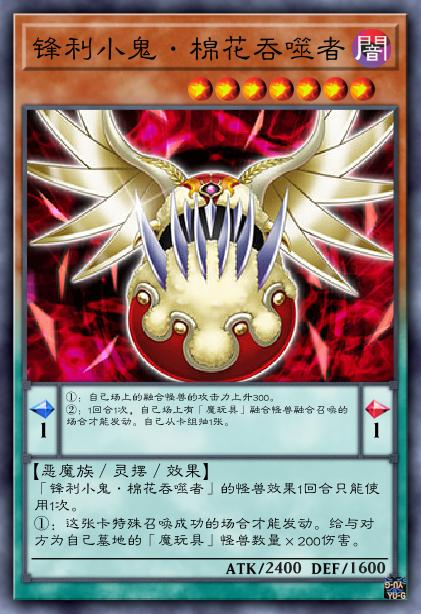 锋利小鬼・棉花吞噬者 闇
①：自己场上的融合怪兽的攻击力上升300。
②：1回合1次，自己场上有「魔玩具」融合怪兽融合召唤的
场合才能发动。自己从卡组抽1张。
1
1
【恶魔族／灵摆／效果】
「锋利小鬼・棉花吞噬者」的怪兽效果1回合只能使
用1次。
①：这张卡特殊召唤成功的场合才能发动。给与对
方为自己墓地的「魔玩具」怪兽数量×200伤害。
ATK/2400 DEF/1600